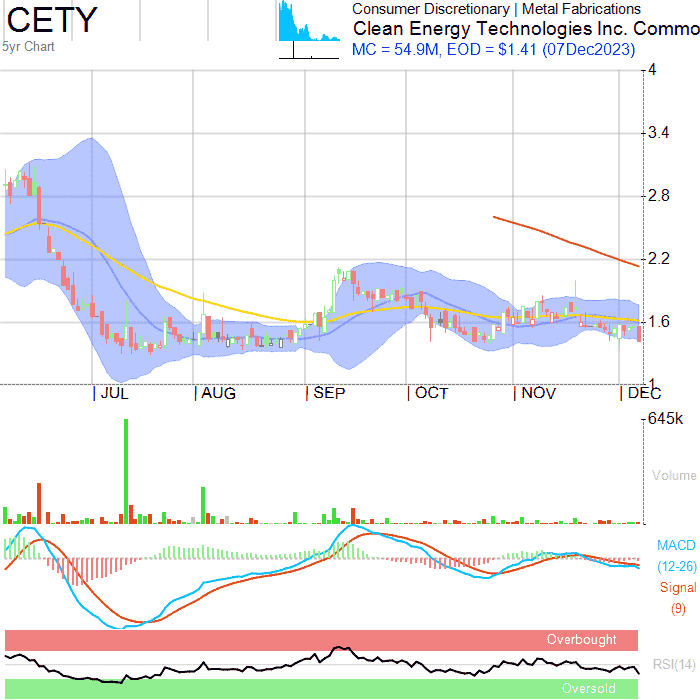 CETY
5yr Chart
Consumer Discretionary | Metal Fabrications
Clean Energy Technologies Inc. Commo
MC = 54.9M, EOD = $1.41 (07Dec2023)
4
3.4
2.8
2.2
1.6
1
JUL AUG SEP OCT NOV DEC
645k
Volume
MACD
(12-26)
Signal
(9)
Overbought
RSI(14)
Oversold